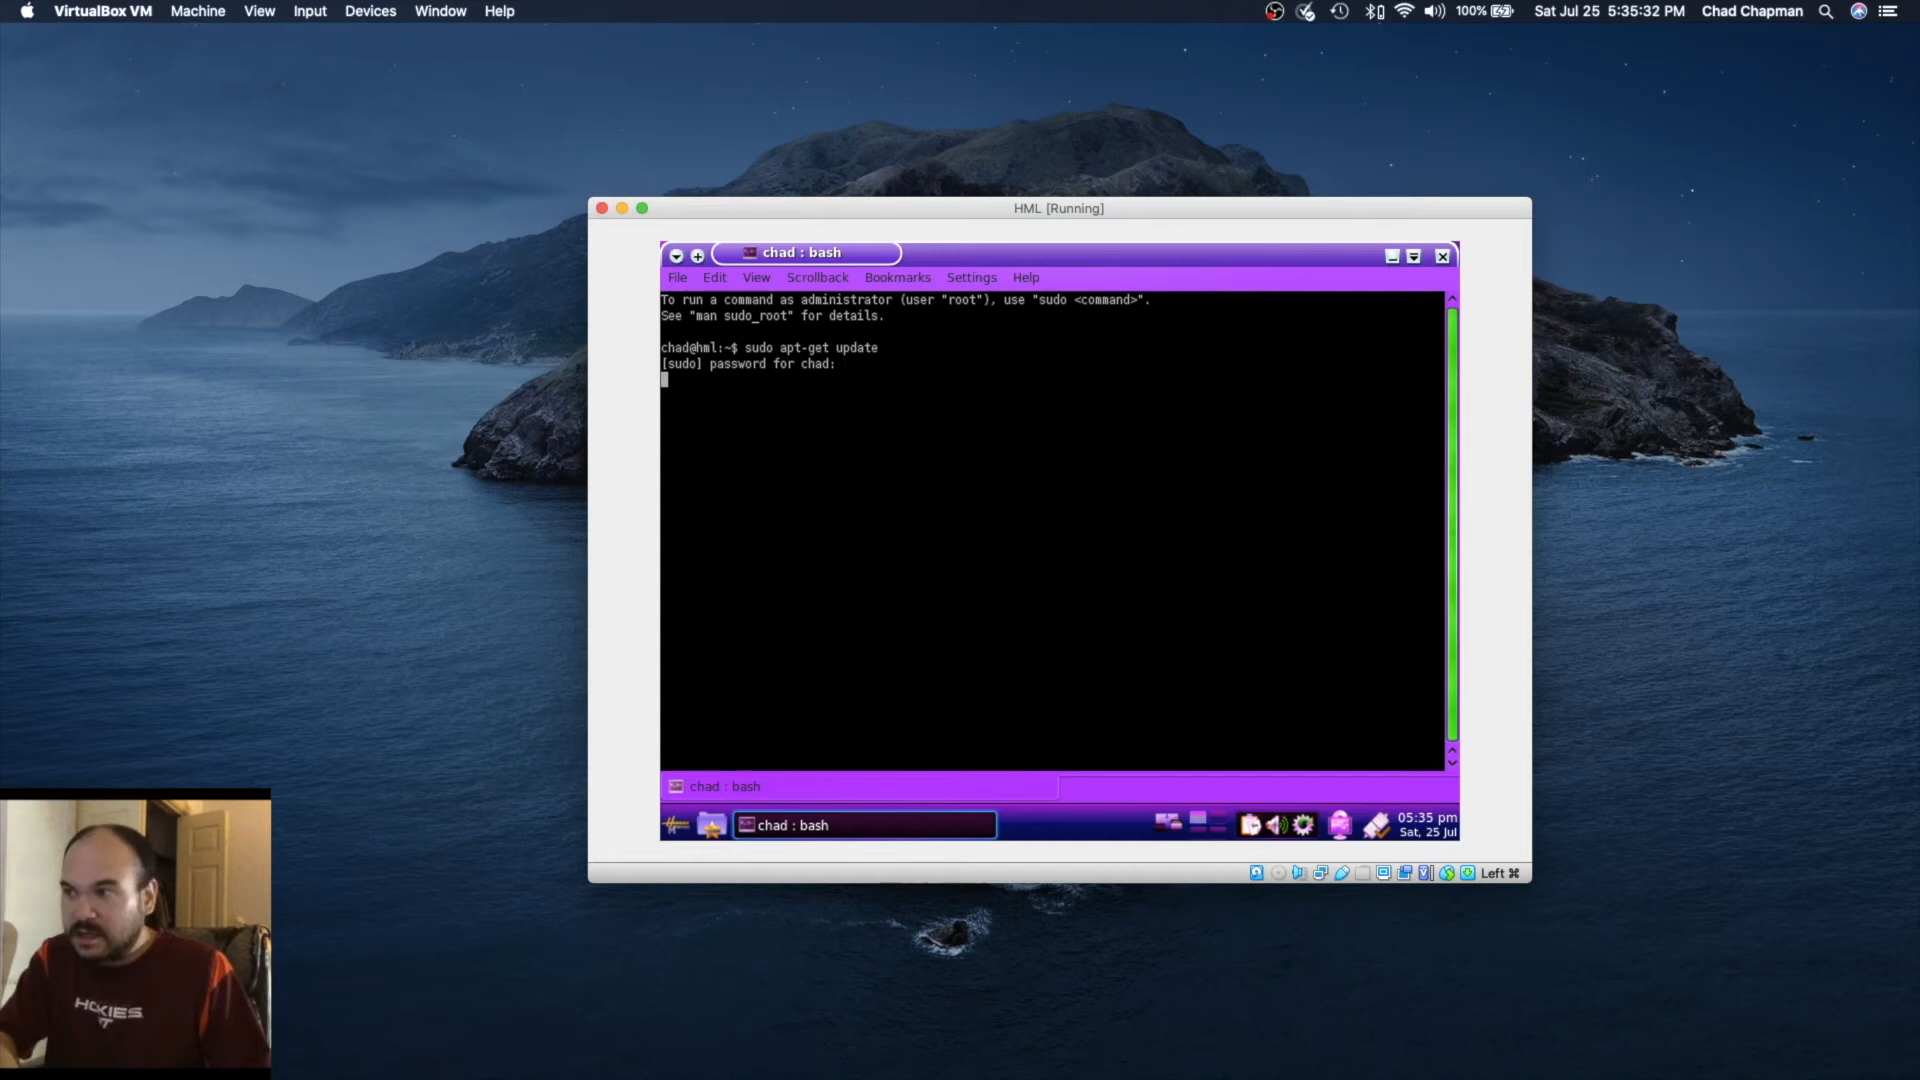 VirtualBox VM Machine View Input Devices Window Help 100% Sat Jul 25 5:35:32 PM Chad Chapman
HML [Running]
chad : bash
File Edit View Scrollback Bookmarks Settings Help
To run a command as administrator (user "root"), use "sudo <command>".
See "man sudo_root" for details.
chad@hml:~$ sudo apt-get update
[sudo] password for chad:
chad : bash
chad : bash
05:35 pm
Sat, 25 Jul
Left ⌘
HOKIES